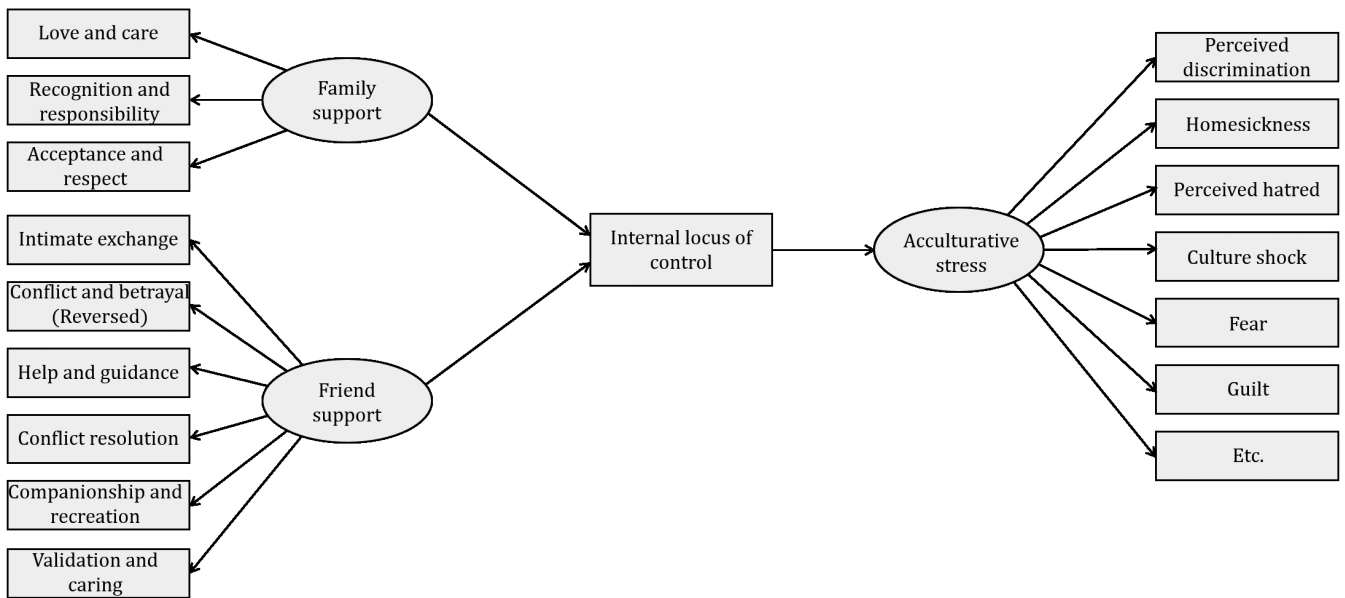 Love and care
Recognition and
responsibility
Acceptance and
respect
Intimate exchange
Conflict and betrayal
(Reversed)
Help and guidance
Conflict resolution
Companionship and
recreation
Validation and
caring
Family
support
Friend
support
Internal locus of
control
Acculturative
stress
Perceived
discrimination
Homesickness
Perceived hatred
Culture shock
Fear
Guilt
Etc.